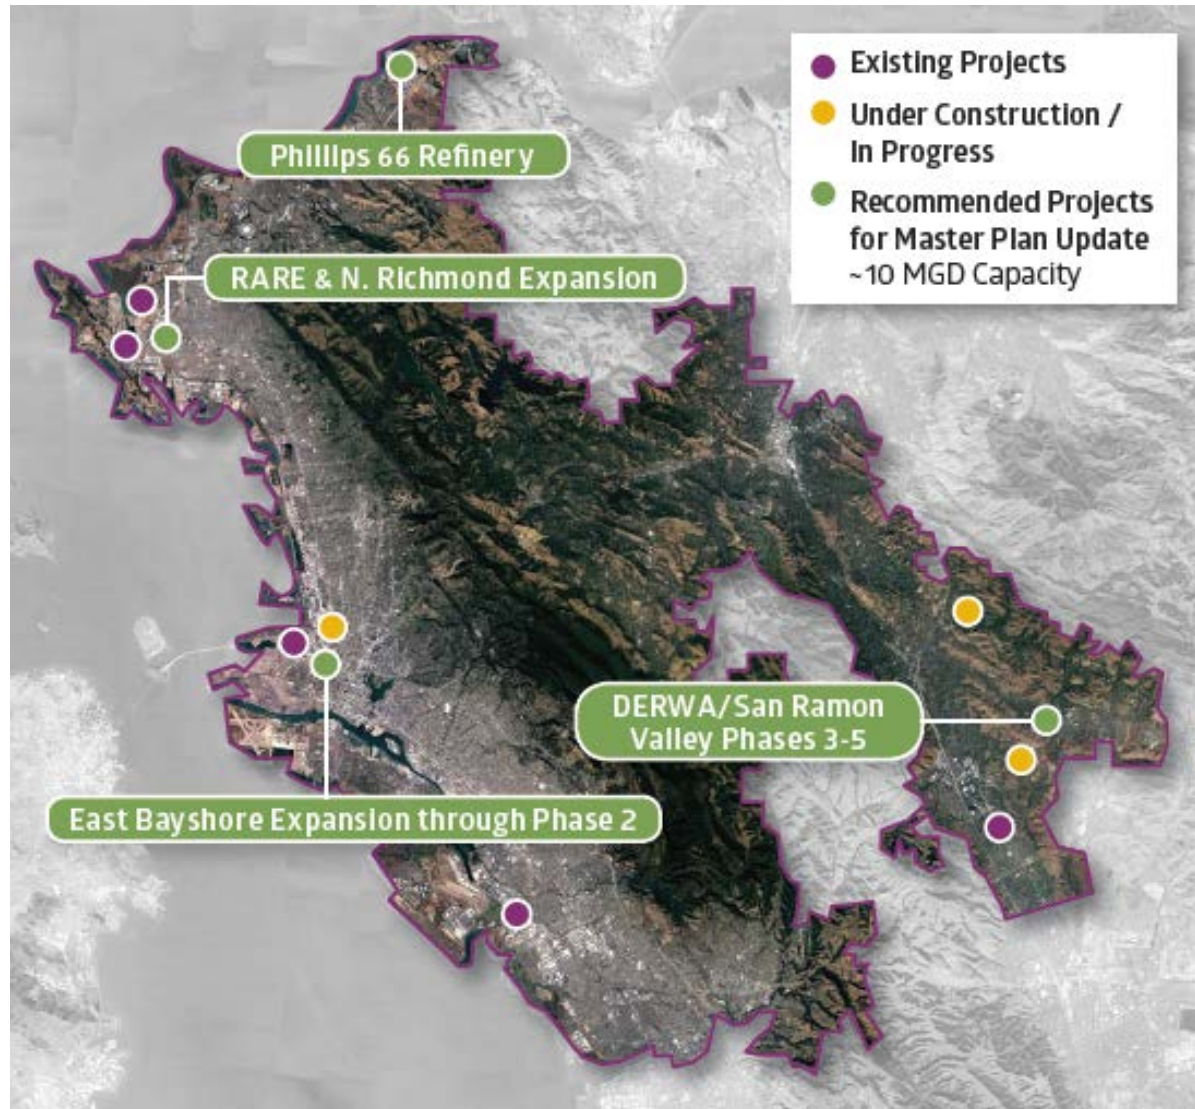 Existing Projects
Under Construction /
In Progress
Recommended Projects
for Master Plan Update
~10 MGD Capacity
Phillips 66 Refinery
RARE & N. Richmond Expansion
DERWA/San Ramon
Valley Phases 3-5
East Bayshore Expansion through Phase 2